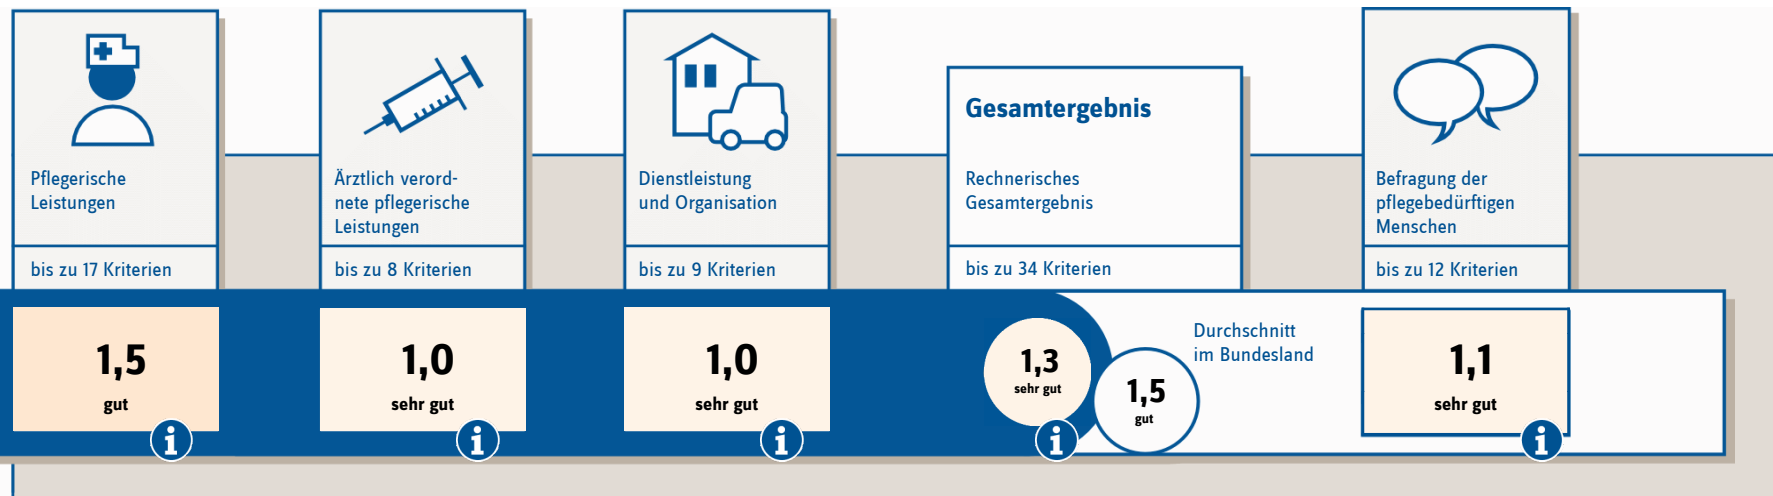 Pflegerische
Leistungen
bis zu 17 Kriterien
1,5
gut
Ärztlich verord-
nete pflegerische
Leistungen
bis zu 8 Kriterien
1,0
sehr gut
Dienstleistung
und Organisation
bis zu 9 Kriterien
1,0
sehr gut
Gesamtergebnis
Rechnerisches
Gesamtergebnis
bis zu 34 Kriterien
1,3
sehr gut
1,5
gut
Durchschnitt
im Bundesland
Befragung der
pflegebedürftigen
Menschen
bis zu 12 Kriterien
1,1
sehr gut